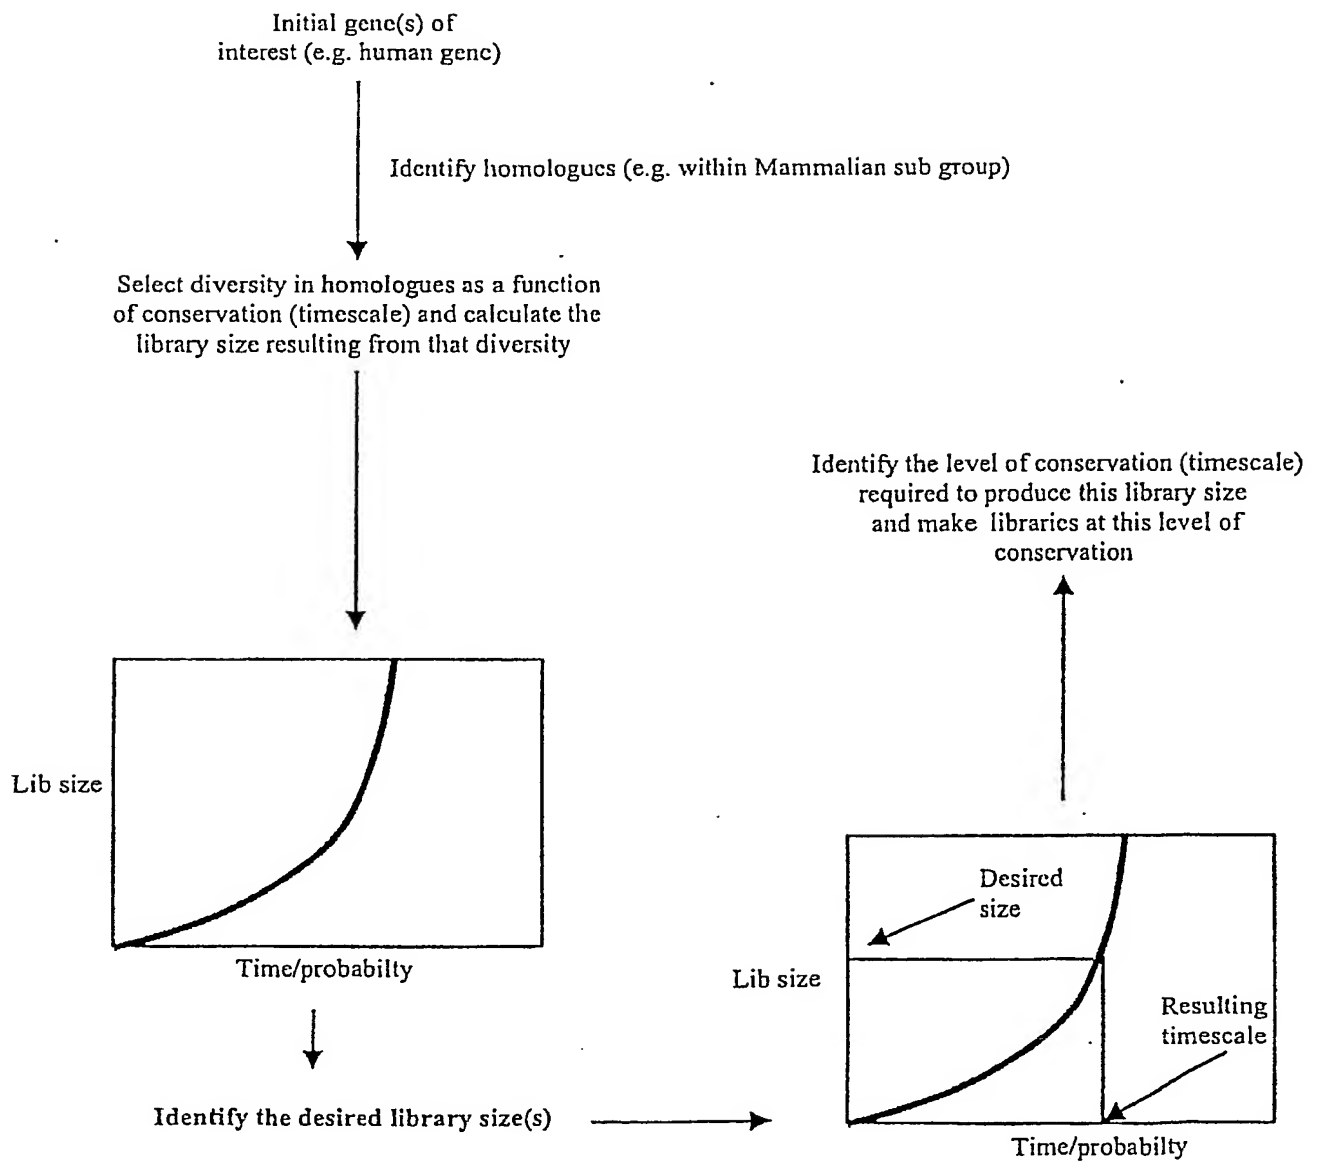 Initial gene(s) of
interest (e.g. human gene)
Identify homologues (e.g. within Mammalian sub group)
Select diversity in homologues as a function
of conservation (timescale) and calculate the
library size resulting from that diversity
Lib size
Time/probabilty
Identify the desired library size(s)
Desired
size
Lib size
Resulting
timescale
Time/probabilty
Identify the level of conservation (timescale)
required to produce this library size
and make libraries at this level of
conservation